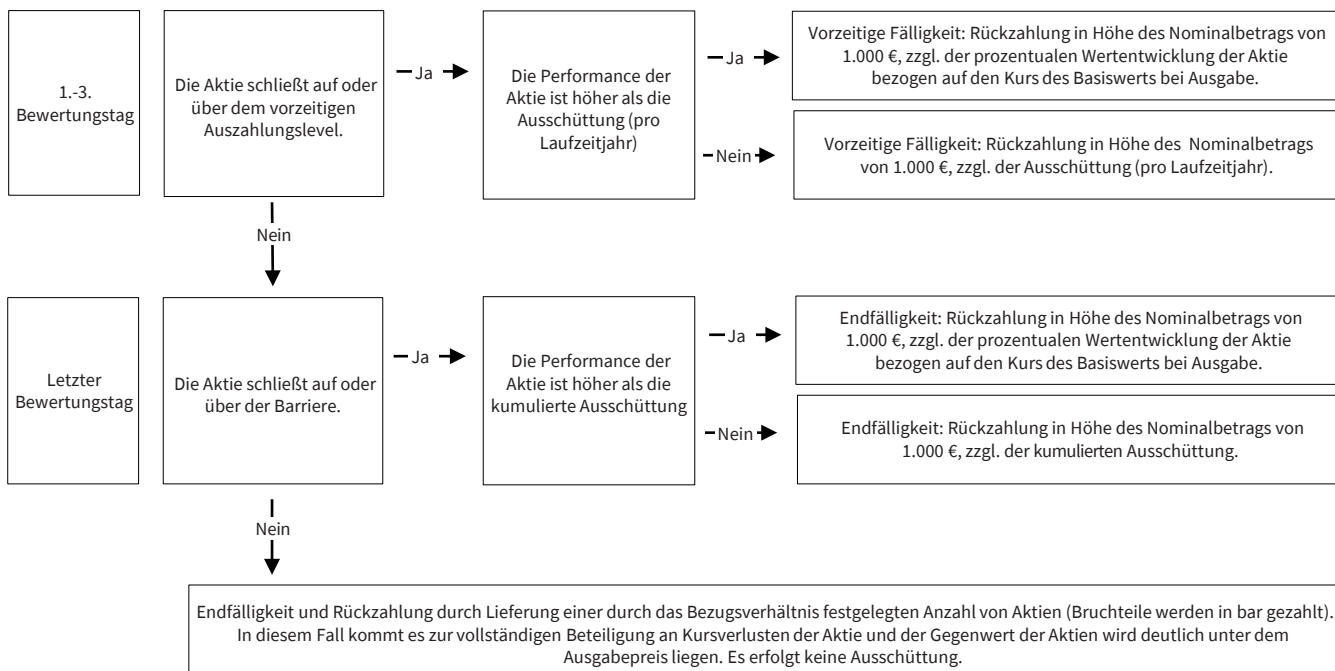 1.-3.
Bewertungstag
Die Aktie schließt auf oder
über dem vorzeitigen
Auszahlungslevel.
Ja
Die Performance der
Aktie ist höher als die
Ausschüttung (pro
Laufzeitjahr)
Ja
Vorzeitige Fälligkeit: Rückzahlung in Höhe des Nominalbetrags von
1.000 €, zzgl. der prozentualen Wertentwicklung der Aktie
bezogen auf den Kurs des Basiswerts bei Ausgabe.
Nein
Vorzeitige Fälligkeit: Rückzahlung in Höhe des Nominalbetrags
von 1.000 €, zzgl. der Ausschüttung (pro Laufzeitjahr).
Nein
Letzter
Bewertungstag
Die Aktie schließt auf oder
über der Barriere.
Ja
Die Performance der
Aktie ist höher als die
kumulierte Ausschüttung
Ja
Endfälligkeit: Rückzahlung in Höhe des Nominalbetrags von
1.000 €, zzgl. der prozentualen Wertentwicklung der Aktie
bezogen auf den Kurs des Basiswerts bei Ausgabe.
Nein
Endfälligkeit: Rückzahlung in Höhe des Nominalbetrags von
1.000 €, zzgl. der kumulierten Ausschüttung.
Nein
Endfälligkeit und Rückzahlung durch Lieferung einer durch das Bezugsverhältnis festgelegten Anzahl von Aktien (Bruchteile werden in bar gezahlt).
In diesem Fall kommt es zur vollständigen Beteiligung an Kursverlusten der Aktie und der Gegenwert der Aktien wird deutlich unter dem
Ausgabepreis liegen. Es erfolgt keine Ausschüttung.